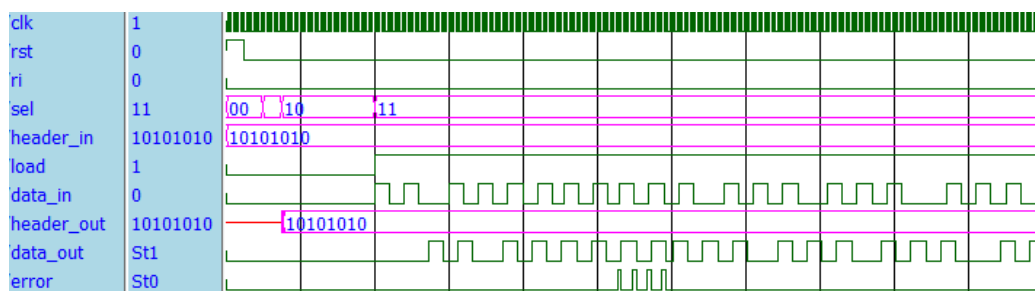 clk 1
rst 0
ri 0
sel 11 00 10 11
header_in 10101010 10101010
load 1
data_in 0
header_out 10101010 10101010
data_out St1
error St0